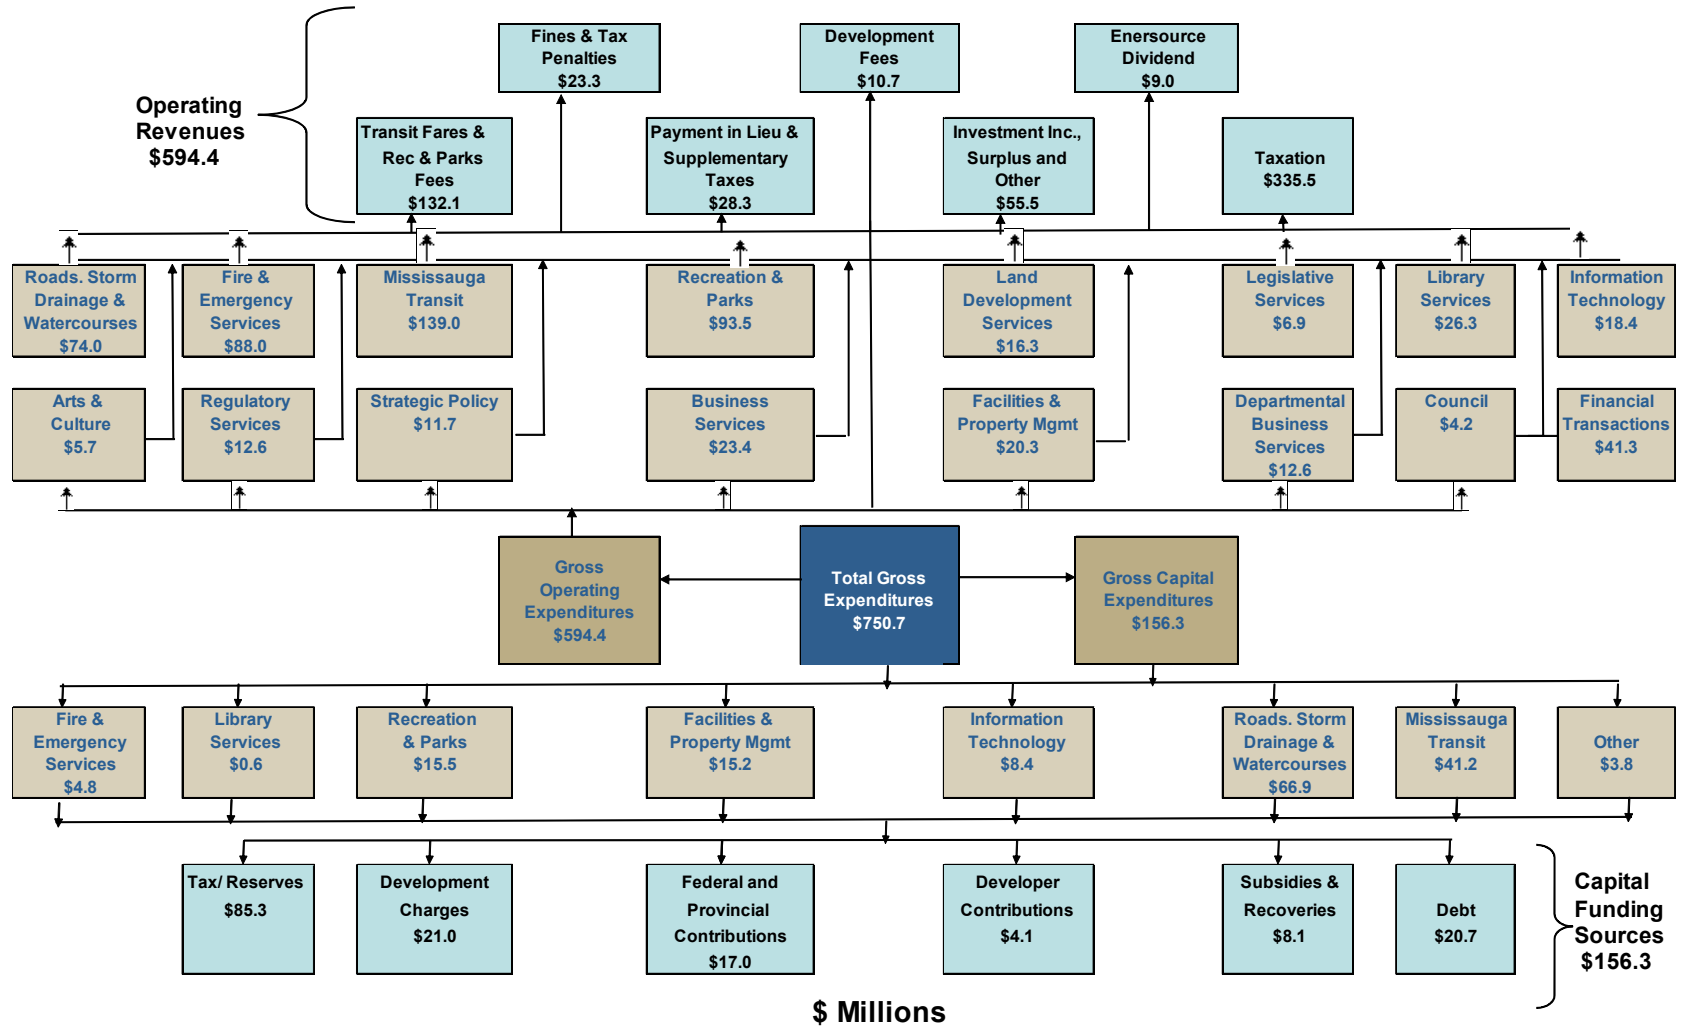 Fines & Tax
Penalties
$23.3
Development
Fees
$10.7
Enersource
Dividend
$9.0
Operating
Revenues
$594.4
Transit Fares &
Rec & Parks
Fees
$132.1
Payment in Lieu &
Supplementary
Taxes
$28.3
Investment Inc.,
Surplus and
Other
$55.5
Taxation
$335.5
Roads. Storm
Drainage &
Watercourses
$74.0
Fire &
Emergency
Services
$88.0
Mississauga
Transit
$139.0
Recreation &
Parks
$93.5
Land
Development
Services
$16.3
Legislative
Services
$6.9
Library
Services
$26.3
Information
Technology
$18.4
Arts &
Culture
$5.7
Regulatory
Services
$12.6
Strategic Policy
$11.7
Business
Services
$23.4
Facilities &
Property Mgmt
$20.3
Departmental
Business
Services
$12.6
Council
$4.2
Financial
Transactions
$41.3
Gross
Operating
Expenditures
$594.4
Total Gross
Expenditures
$750.7
Gross Capital
Expenditures
$156.3
Fire &
Emergency
Services
$4.8
Library
Services
$0.6
Recreation
& Parks
$15.5
Facilities &
Property Mgmt
$15.2
Information
Technology
$8.4
Roads. Storm
Drainage &
Watercourses
$66.9
Mississauga
Transit
$41.2
Other
$3.8
Tax/ Reserves
$85.3
Development
Charges
$21.0
Federal and
Provincial
Contributions
$17.0
Developer
Contributions
$4.1
Subsidies &
Recoveries
$8.1
Debt
$20.7
Capital
Funding
Sources
$156.3
$ Millions